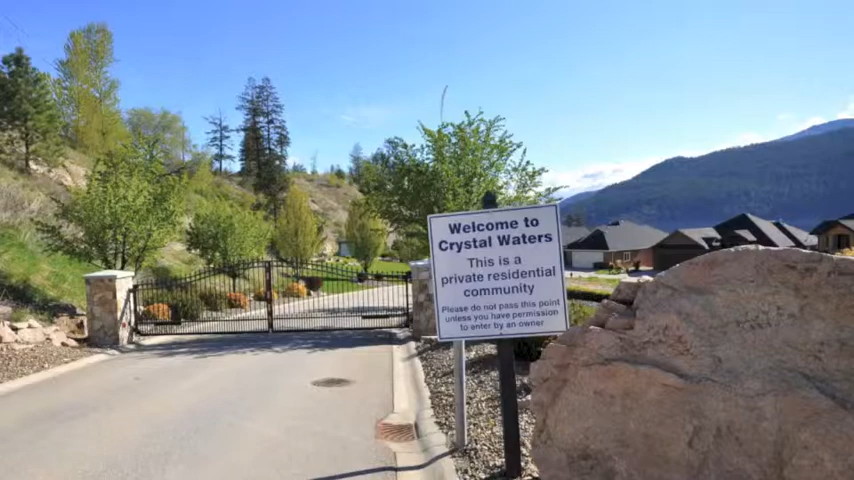 Welcome to
Crystal Waters
This is a
private residential
community
Please do not pass this point
unless you have permission
to enter by an owner